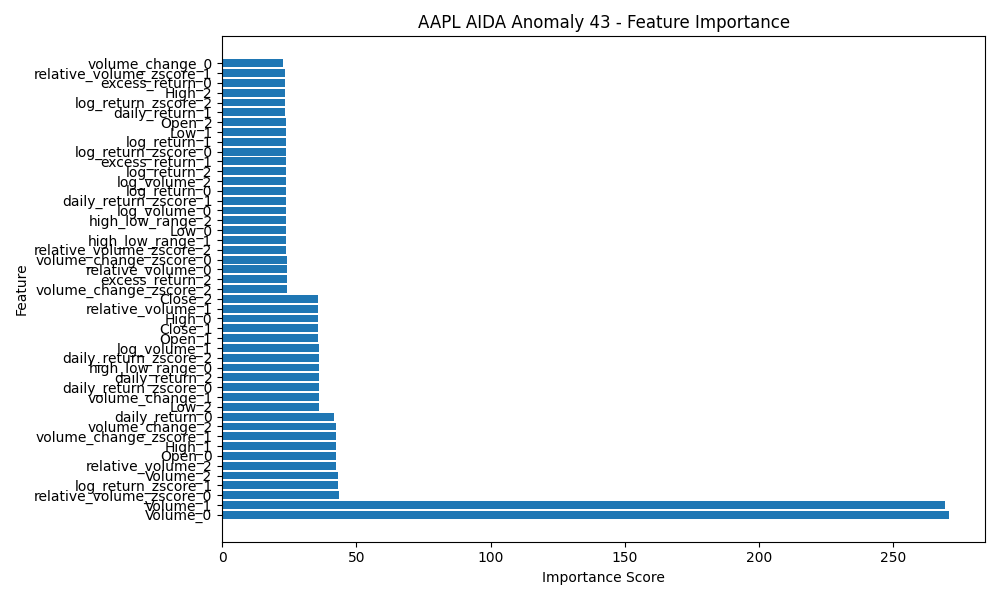 AAPL AIDA Anomaly 43 - Feature Importance
volume_change_0
relative_volume_zscore_1
excess_return_0
High_2
log_return_zscore_2
daily_return_1
Open_2
Low_1
log_return_1
log_return_zscore_0
excess_return_1
log_return_2
log_volume_2
log_return_0
daily_return_zscore_1
log_volume_0
high_low_range_2
Low_0
high_low_range_1
relative_volume_zscore_2
volume_change_zscore_0
relative_volume_0
excess_return_2
volume_change_zscore_2
Close_2
relative_volume_1
High_0
Close_1
Open_1
log_volume_1
daily_return_zscore_2
high_low_range_0
daily_return_2
daily_return_zscore_0
volume_change_1
Low_2
daily_return_0
volume_change_2
volume_change_zscore_1
High_1
Open_0
relative_volume_2
Volume_2
log_return_zscore_1
relative_volume_zscore_0
Volume_1
Volume_0
Feature
0 50 100 150 200 250
Importance Score